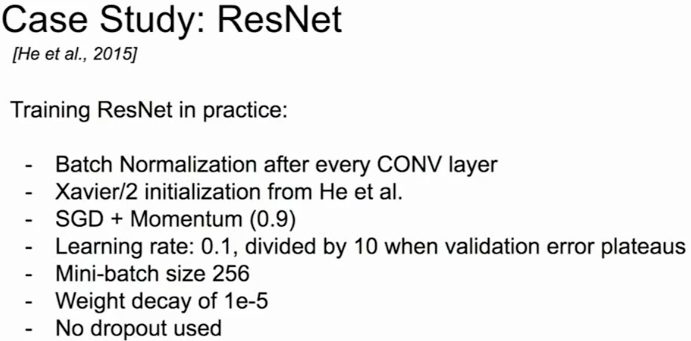 Case Study: ResNet
[He et al., 2015]
Training ResNet in practice:
- Batch Normalization after every CONV layer
- Xavier/2 initialization from He et al.
- SGD + Momentum (0.9)
- Learning rate: 0.1, divided by 10 when validation error plateaus
- Mini-batch size 256
- Weight decay of 1e-5
- No dropout used